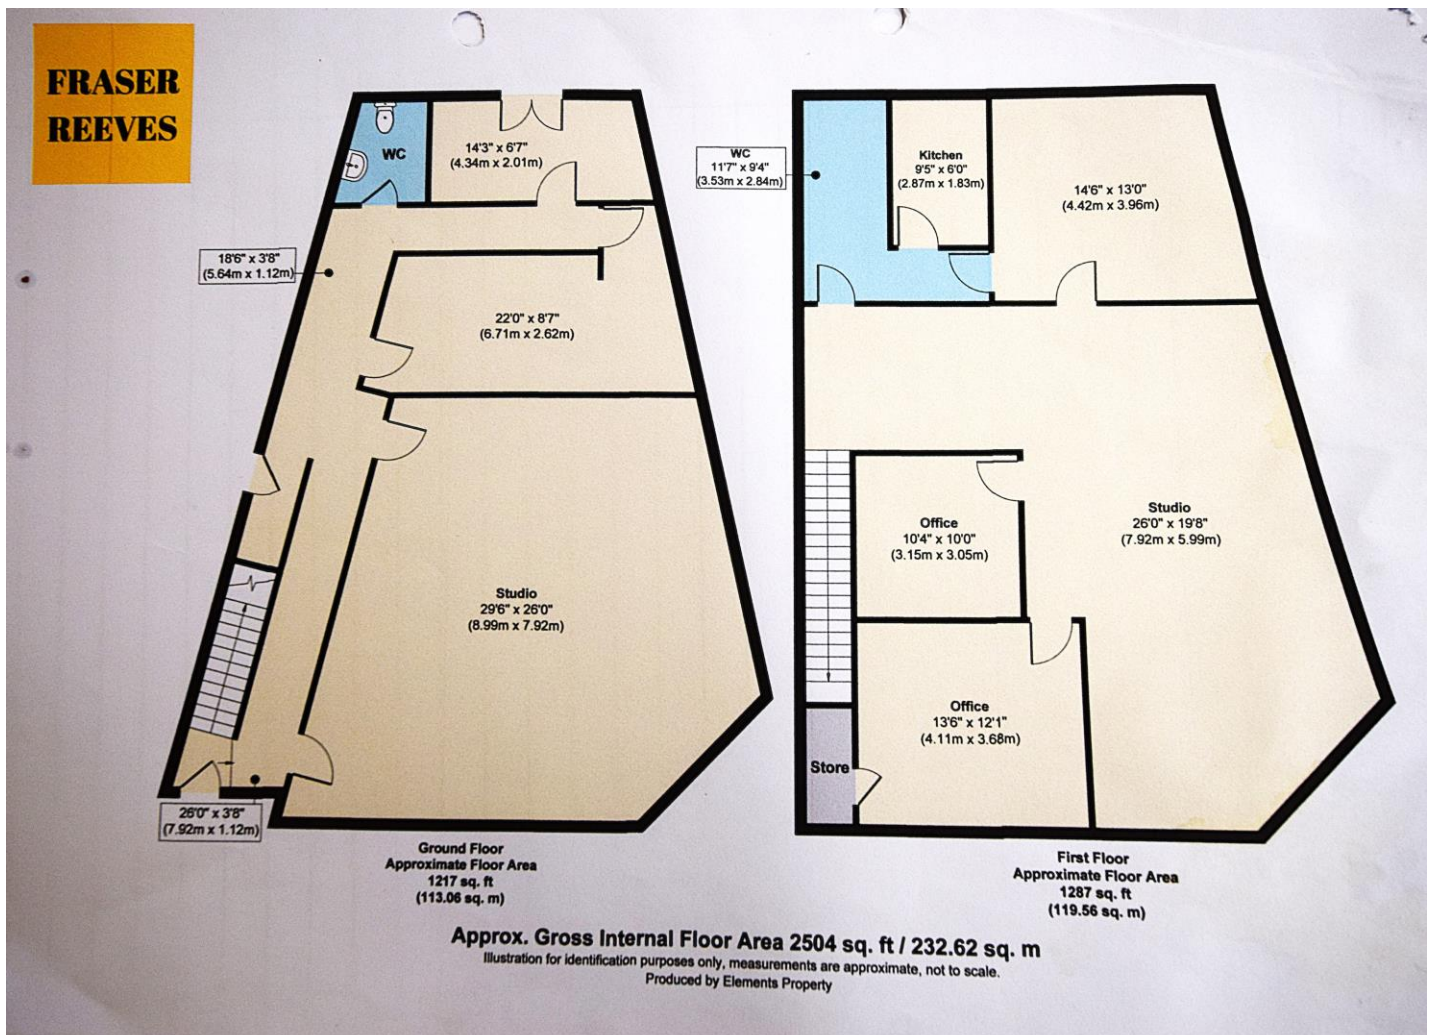 FRASER
REEVES
WC
14'3" x 6'7"
(4.34m x 2.01m)
18'6" x 3'8"
(5.64m x 1.12m)
22'0" x 8'7"
(6.71m x 2.62m)
Studio
29'6" x 26'0"
(8.99m x 7.92m)
26'0" x 3'8"
(7.92m x 1.12m)
Ground Floor
Approximate Floor Area
1217 sq. ft
(113.06 sq. m)
WC
11'7" x 9'4"
(3.53m x 2.84m)
Kitchen
9'5" x 6'0"
(2.87m x 1.83m)
14'6" x 13'0"
(4.42m x 3.96m)
Office
10'4" x 10'0"
(3.15m x 3.05m)
Studio
26'0" x 19'8"
(7.92m x 5.99m)
Office
13'6" x 12'1"
(4.11m x 3.68m)
Store
First Floor
Approximate Floor Area
1287 sq. ft
(119.56 sq. m)
Approx. Gross Internal Floor Area 2504 sq. ft / 232.62 sq. m
Illustration for identification purposes only, measurements are approximate, not to scale.
Produced by Elements Property